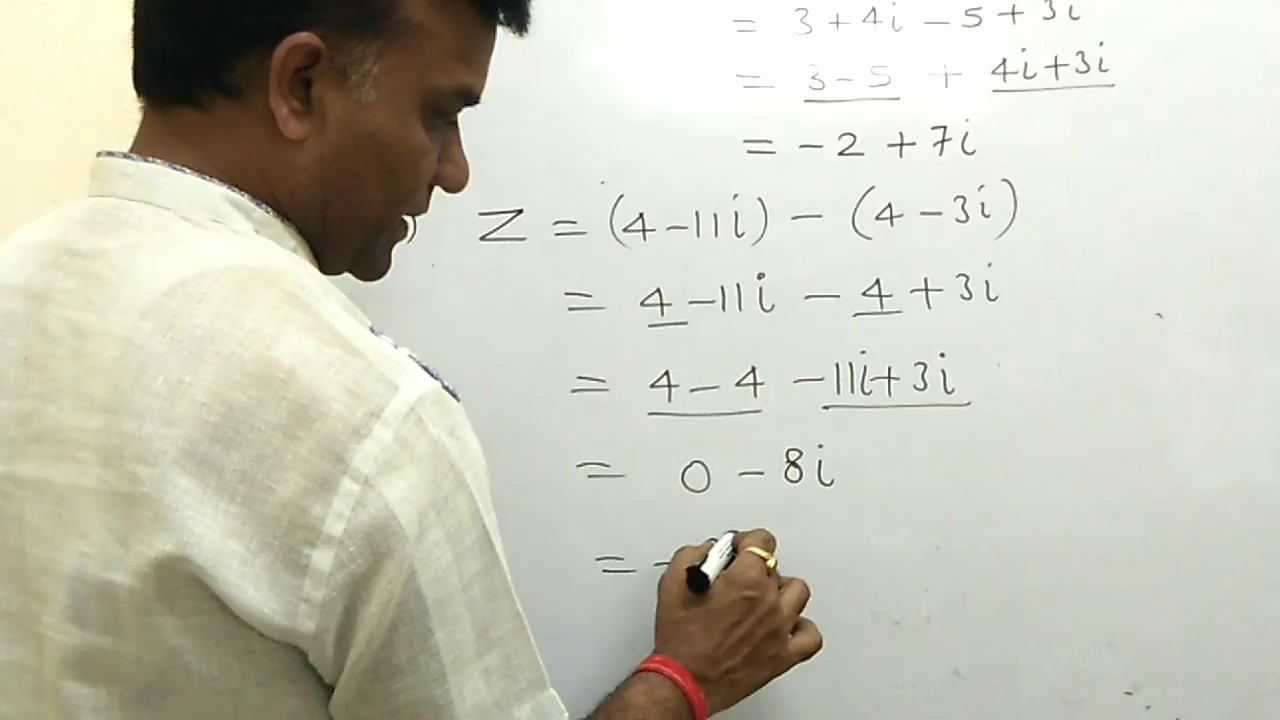 = 3 + 4i - 5 + 3i
= 3 - 5 + 4i + 3i
= -2 + 7i
Z = (4 - 11i) - (4 - 3i)
= 4 - 11i - 4 + 3i
= 4 - 4 - 11i + 3i
= 0 - 8i
= -